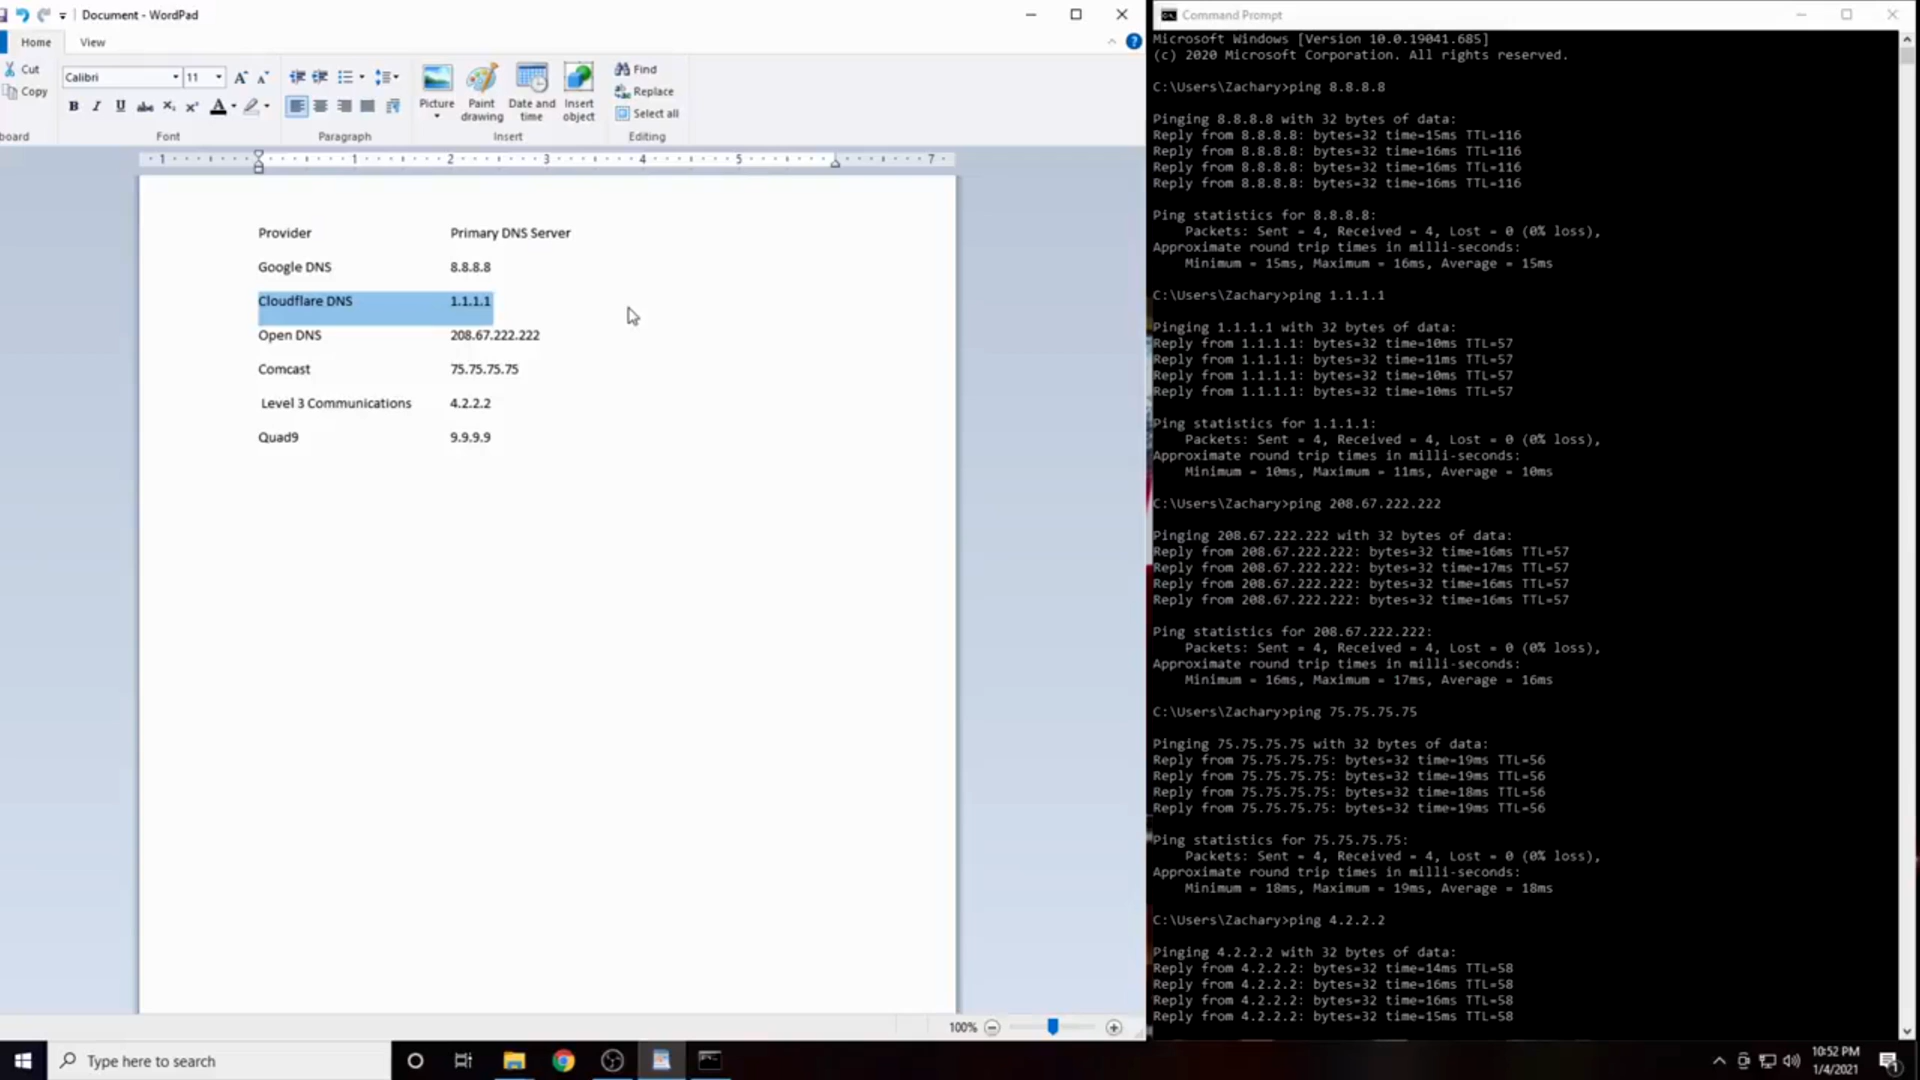 Document - WordPad
Home View
Cut
Copy
board
Calibri 11
Font
Paragraph
Picture
Paint drawing
Date and time
Insert object
Insert
Find
Replace
Select all
Editing
1 1 2 3 4 5 7
Provider Primary DNS Server
Google DNS 8.8.8.8
Cloudflare DNS 1.1.1.1
Open DNS 208.67.222.222
Comcast 75.75.75.75
Level 3 Communications 4.2.2.2
Quad9 9.9.9.9
100%
Command Prompt
Microsoft Windows [Version 10.0.19041.685]
(c) 2020 Microsoft Corporation. All rights reserved.
C:\Users\Zachary>ping 8.8.8.8
Pinging 8.8.8.8 with 32 bytes of data:
Reply from 8.8.8.8: bytes=32 time=15ms TTL=116
Reply from 8.8.8.8: bytes=32 time=16ms TTL=116
Reply from 8.8.8.8: bytes=32 time=16ms TTL=116
Reply from 8.8.8.8: bytes=32 time=16ms TTL=116
Ping statistics for 8.8.8.8:
Packets: Sent = 4, Received = 4, Lost = 0 (0% loss),
Approximate round trip times in milli-seconds:
Minimum = 15ms, Maximum = 16ms, Average = 15ms
C:\Users\Zachary>ping 1.1.1.1
Pinging 1.1.1.1 with 32 bytes of data:
Reply from 1.1.1.1: bytes=32 time=10ms TTL=57
Reply from 1.1.1.1: bytes=32 time=11ms TTL=57
Reply from 1.1.1.1: bytes=32 time=10ms TTL=57
Reply from 1.1.1.1: bytes=32 time=10ms TTL=57
Ping statistics for 1.1.1.1:
Packets: Sent = 4, Received = 4, Lost = 0 (0% loss),
Approximate round trip times in milli-seconds:
Minimum = 10ms, Maximum = 11ms, Average = 10ms
C:\Users\Zachary>ping 208.67.222.222
Pinging 208.67.222.222 with 32 bytes of data:
Reply from 208.67.222.222: bytes=32 time=16ms TTL=57
Reply from 208.67.222.222: bytes=32 time=17ms TTL=57
Reply from 208.67.222.222: bytes=32 time=16ms TTL=57
Reply from 208.67.222.222: bytes=32 time=16ms TTL=57
Ping statistics for 208.67.222.222:
Packets: Sent = 4, Received = 4, Lost = 0 (0% loss),
Approximate round trip times in milli-seconds:
Minimum = 16ms, Maximum = 17ms, Average = 16ms
C:\Users\Zachary>ping 75.75.75.75
Pinging 75.75.75.75 with 32 bytes of data:
Reply from 75.75.75.75: bytes=32 time=19ms TTL=56
Reply from 75.75.75.75: bytes=32 time=19ms TTL=56
Reply from 75.75.75.75: bytes=32 time=18ms TTL=56
Reply from 75.75.75.75: bytes=32 time=19ms TTL=56
Ping statistics for 75.75.75.75:
Packets: Sent = 4, Received = 4, Lost = 0 (0% loss),
Approximate round trip times in milli-seconds:
Minimum = 18ms, Maximum = 19ms, Average = 18ms
C:\Users\Zachary>ping 4.2.2.2
Pinging 4.2.2.2 with 32 bytes of data:
Reply from 4.2.2.2: bytes=32 time=14ms TTL=58
Reply from 4.2.2.2: bytes=32 time=16ms TTL=58
Reply from 4.2.2.2: bytes=32 time=16ms TTL=58
Reply from 4.2.2.2: bytes=32 time=15ms TTL=58
Type here to search
10:52 PM
1/4/2021
1